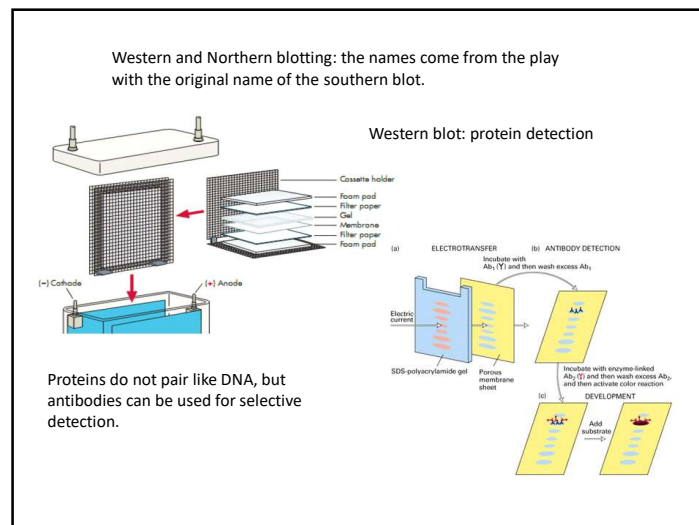 Western and Northern blotting: the names come from the play
with the original name of the southern blot.
Western blot: protein detection
Cassette holder
Foam pad
Filter paper
Gel
Membrane
Filter paper
Foam pad
(−) Cathode
(+) Anode
(a) ELECTROTRANSFER
(b) ANTIBODY DETECTION
Incubate with
Ab1 (Y) and then wash excess Ab1
Electric
current
SDS-polyacrylamide gel
Porous
membrane
sheet
Incubate with enzyme-linked
Ab2 (Y) and then wash excess Ab2,
and then activate color reaction
(c) DEVELOPMENT
Add
substrate
Proteins do not pair like DNA, but
antibodies can be used for selective
detection.